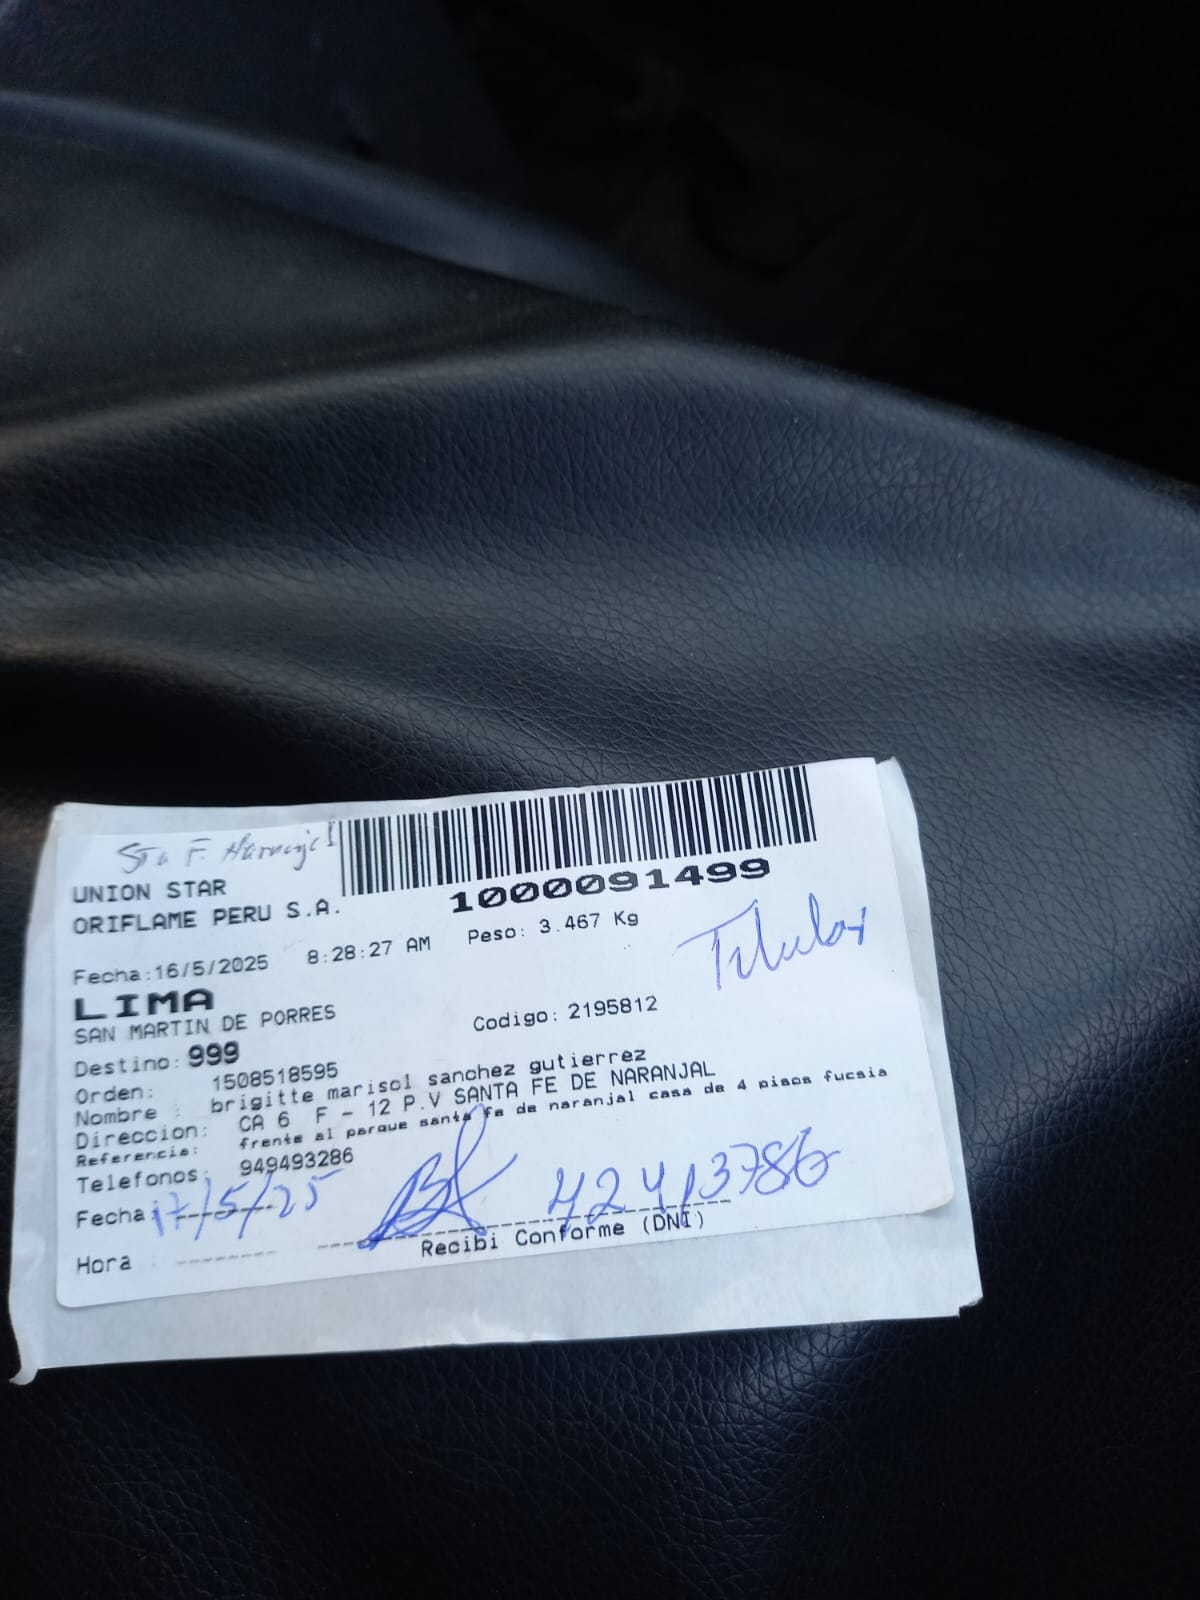 Sta F. Naranjal
UNION STAR
ORIFLAME PERU S.A.
1000091499
Fecha:16/5/2025 8:28:27 AM Peso: 3.467 Kg
Titular
LIMA
SAN MARTIN DE PORRES
Codigo: 2195812
Destino: 999
Orden: 1508518595
Nombre : brigitte marisol sanchez gutierrez
Direccion: CA 6 F - 12 P.V SANTA FE DE NARANJAL
Referencia: frente al parque santa fe de naranjal casa de 4 pisos fucsia
Telefonos: 949493286
Fecha: 17/5/25 42413786
Hora : Recibi Conforme (DNI)